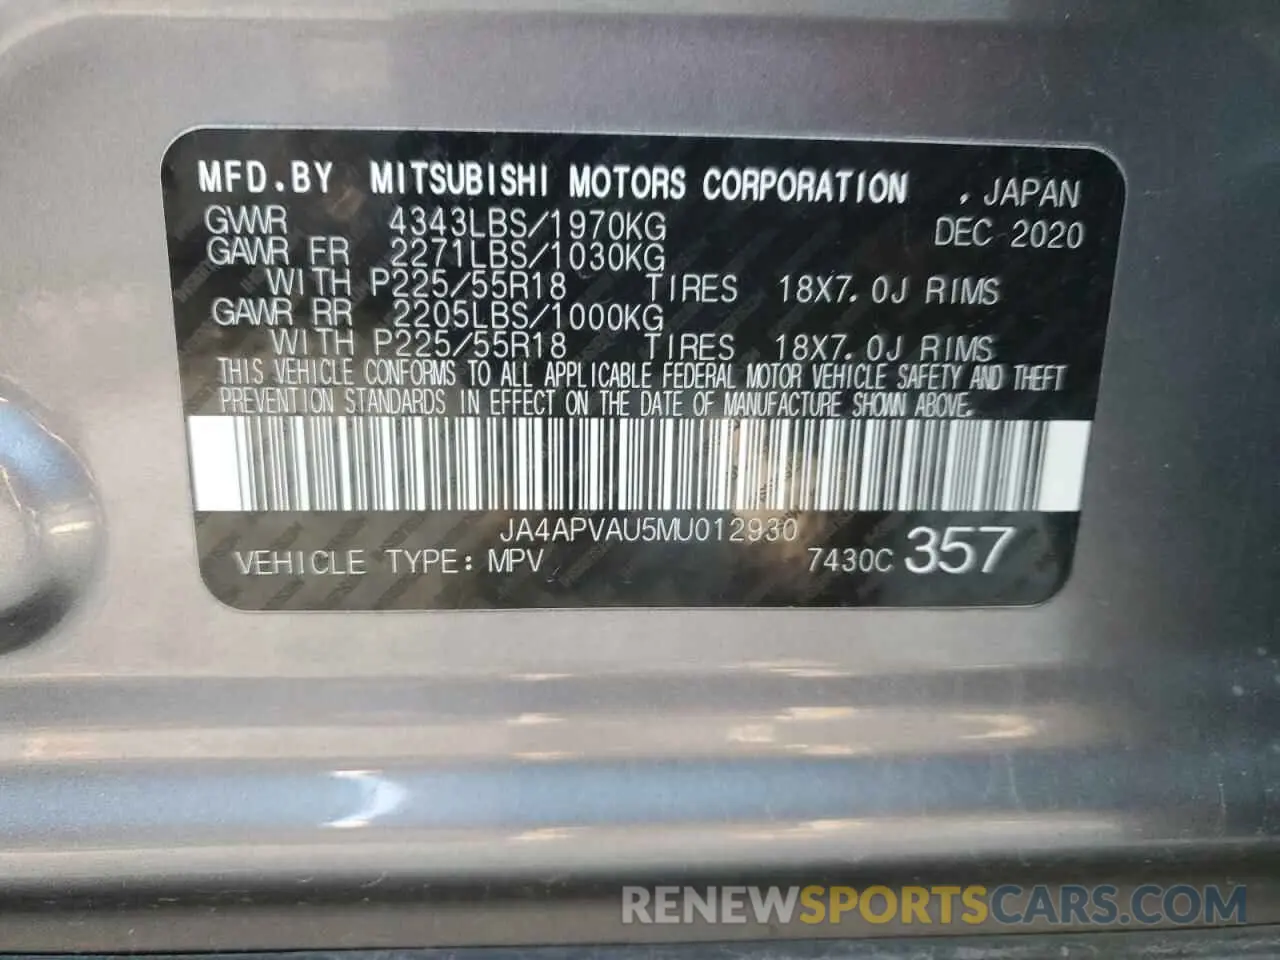 MFD.BY MITSUBISHI MOTORS CORPORATION , JAPAN
GVWR 4343LBS/1970KG DEC 2020
GAWR FR 2271LBS/1030KG
WITH P225/55R18 TIRES 18X7.0J RIMS
GAWR RR 2205LBS/1000KG
WITH P225/55R18 TIRES 18X7.0J RIMS
THIS VEHICLE CONFORMS TO ALL APPLICABLE FEDERAL MOTOR VEHICLE SAFETY AND THEFT
PREVENTION STANDARDS IN EFFECT ON THE DATE OF MANUFACTURE SHOWN ABOVE.
JA4APVAU5MU012930
VEHICLE TYPE: MPV 7430C 357
RENEWSPORTSCARS.COM